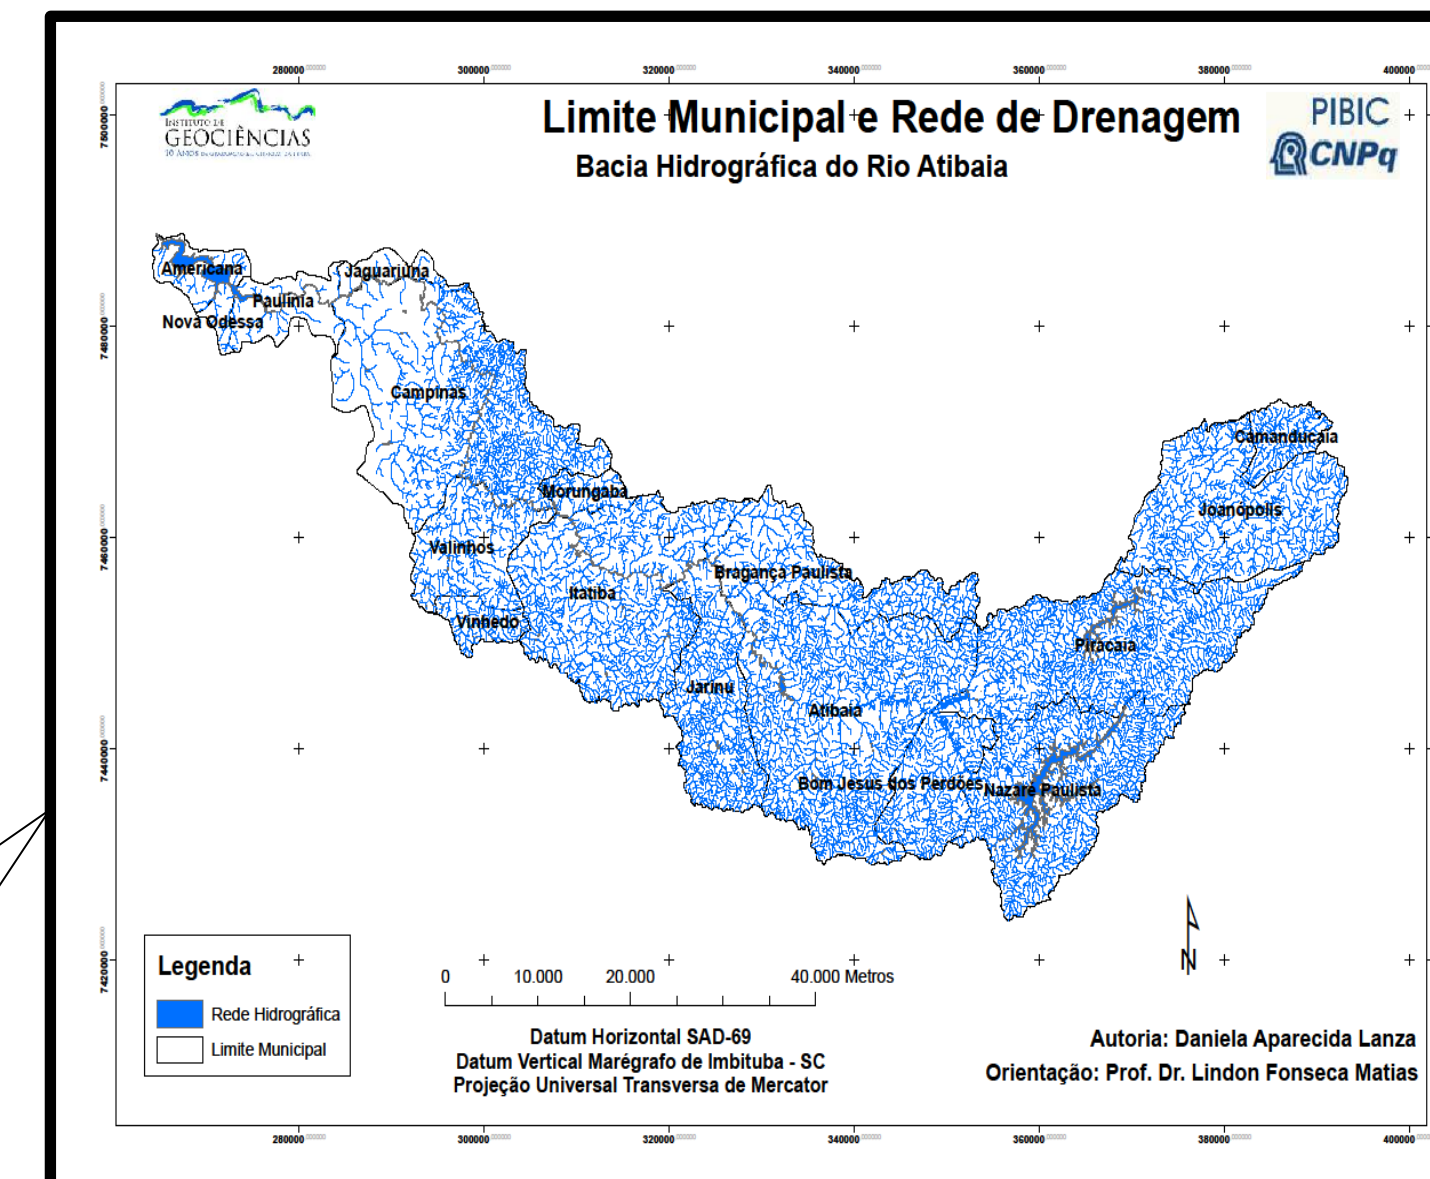 280000 300000 320000 340000 360000 380000 400000
INSTITUTO DE
GEOCIÊNCIAS
10 ANOS
Limite Municipal e Rede de Drenagem
Bacia Hidrográfica do Rio Atibaia
PIBIC
CNPq
7480000
7460000
7440000
7420000
Americana
Jaguariúna
Paulínia
Nova Odessa
Campinas
Camanducaia
Morungaba
Joanópolis
Valinhos
Bragança Paulista
Itatiba
Vinhedo
Piracaia
Jarinu
Atibaia
Bom Jesus dos Perdões
Nazaré Paulista
N
Legenda
Rede Hidrográfica
Limite Municipal
0 10.000 20.000 40.000 Metros
Datum Horizontal SAD-69
Datum Vertical Marégrafo de Imbituba - SC
Projeção Universal Transversa de Mercator
Autoria: Daniela Aparecida Lanza
Orientação: Prof. Dr. Lindon Fonseca Matias
280000 300000 320000 340000 360000 380000 400000